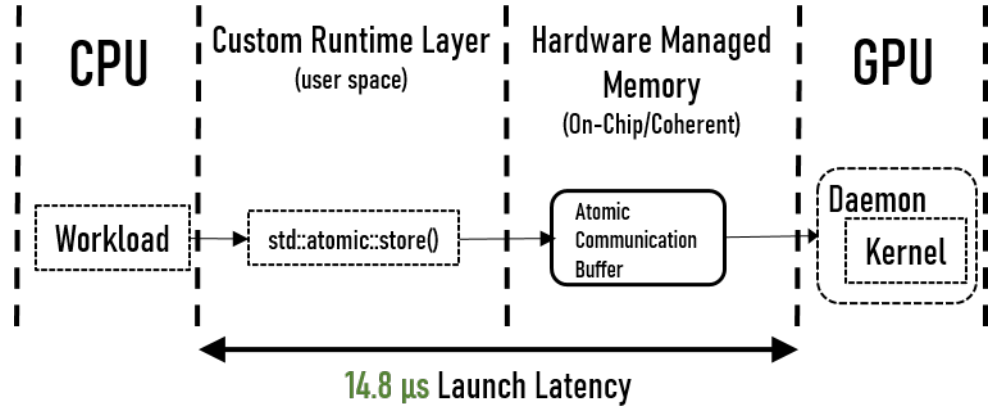 CPU
Custom Runtime Layer
(user space)
Hardware Managed
Memory
(On-Chip/Coherent)
GPU
Workload
std::atomic::store()
Atomic
Communication
Buffer
Daemon
Kernel
14.8 µs Launch Latency